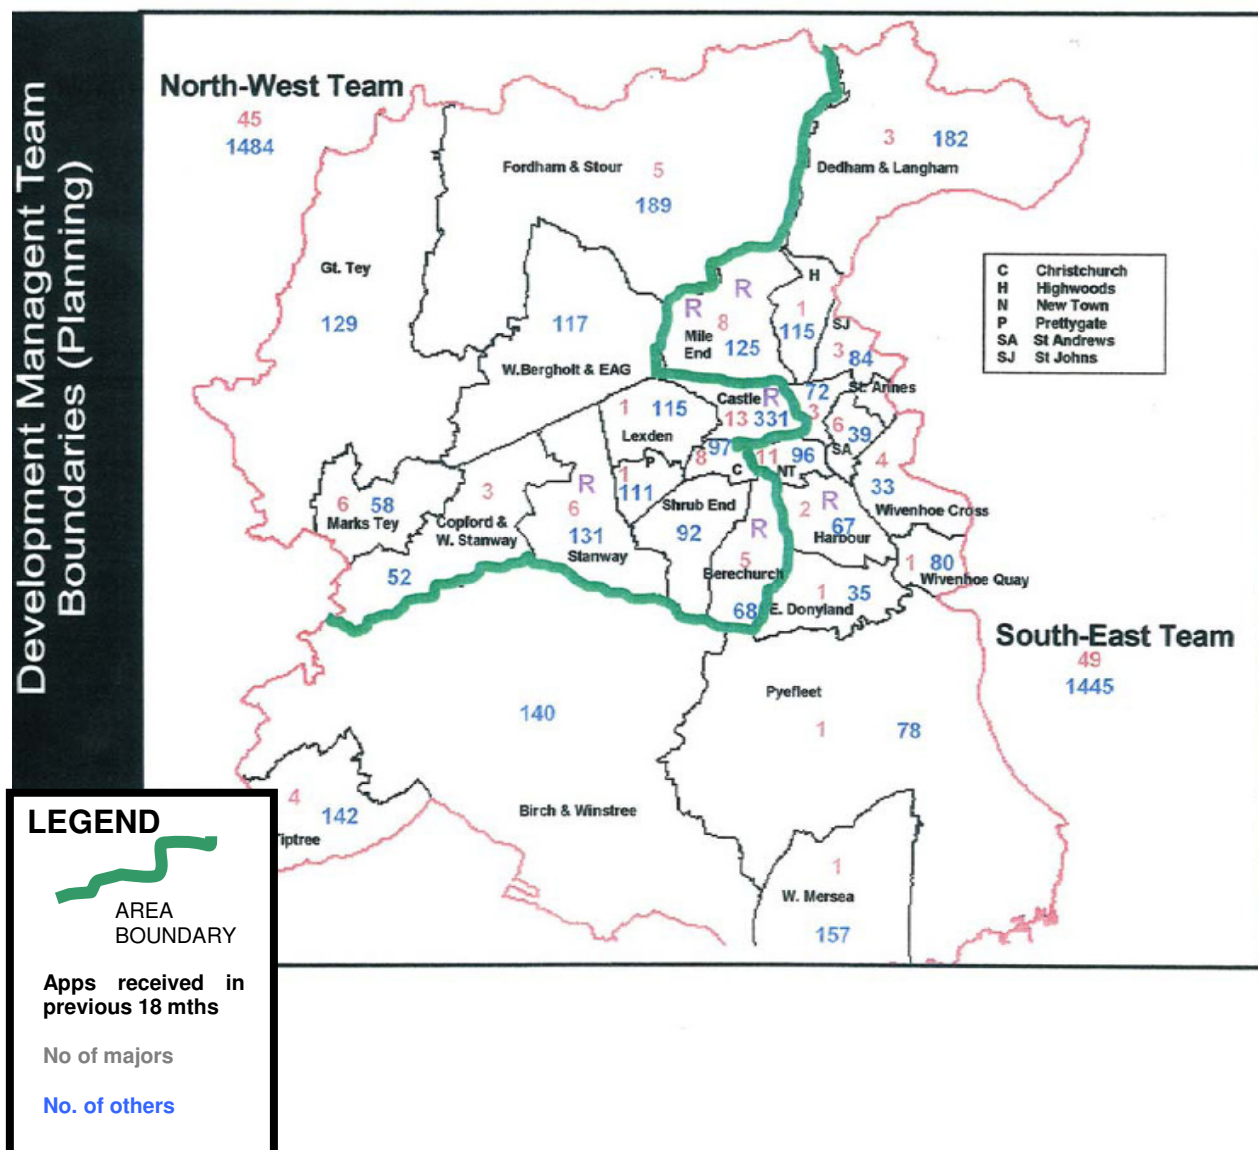 Development Management Team
Boundaries (Planning)
North-West Team
45
1484
3 182
Dedham & Langham
Fordham & Stour 5
189
Gt. Tey
129
117
W.Bergholt & EAG
C Christchurch
H Highwoods
N New Town
P Prettygate
SA St Andrews
SJ St Johns
H
R
R
1
8
115
SJ
Mile
End
125
3 84
72 St. Annes
Castle R
13 331
3
1 115
Lexden
6 39
SA
97
8
C
11 96
NT
4
33
Wivenhoe Cross
P
1
111
R
6
131
Stanway
3
Copford &
W. Stanway
6 58
Marks Tey
52
Shrub End
92
R
5
Berechurch
68
2 R
67
Harbour
1 80
Wivenhoe Quay
1 35
E. Donyland
South-East Team
49
1445
Pyefleet
1 78
140
Birch & Winstree
4 142
iptree
1
W. Mersea
157
LEGEND
AREA
BOUNDARY
Apps received in
previous 18 mths
No of majors
No. of others